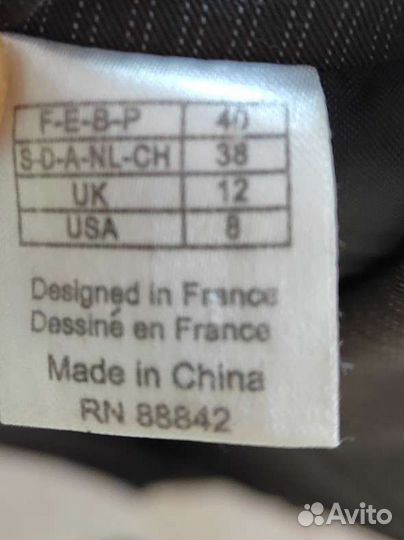 F-E-B-P 40
S-D-A-NL-CH 38
UK 12
USA 8
Designed in France
Dessiné en France
Made in China
RN 88842
Avito